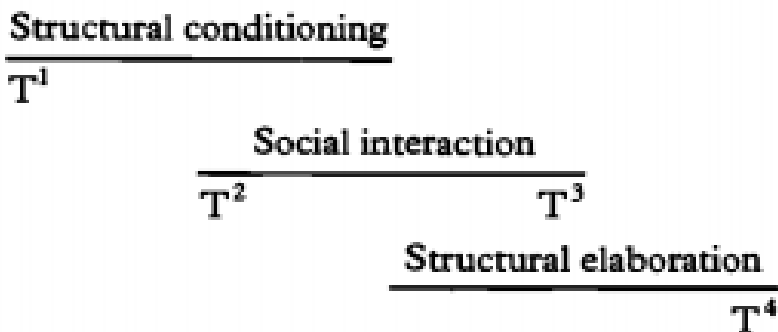 Structural conditioning
T¹
Social interaction
T² T³
Structural elaboration
T⁴